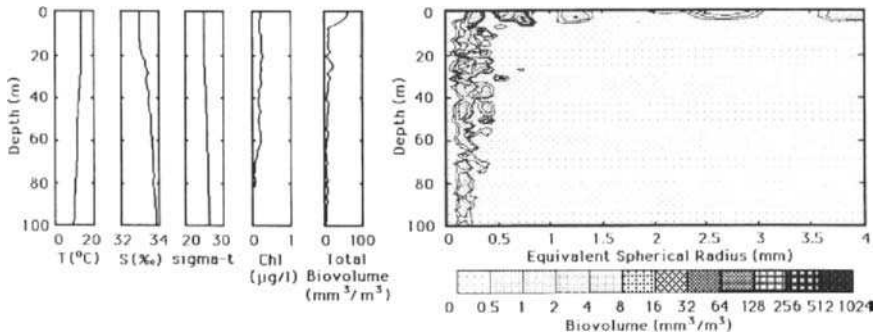 0
20
40
60
80
100
Depth (m)
0 20
T(ºC)
32 34
S(‰)
20 30
sigma-t
0 1
Chl
(µg/l)
0 100
Total
Biovolume
(mm³/m³)
0
20
40
60
80
100
Depth (m)
0 0.5 1 1.5 2 2.5 3 3.5 4
Equivalent Spherical Radius (mm)
0 0.5 1 2 4 8 16 32 64 128 256 512 1024
Biovolume (mm³/m³)